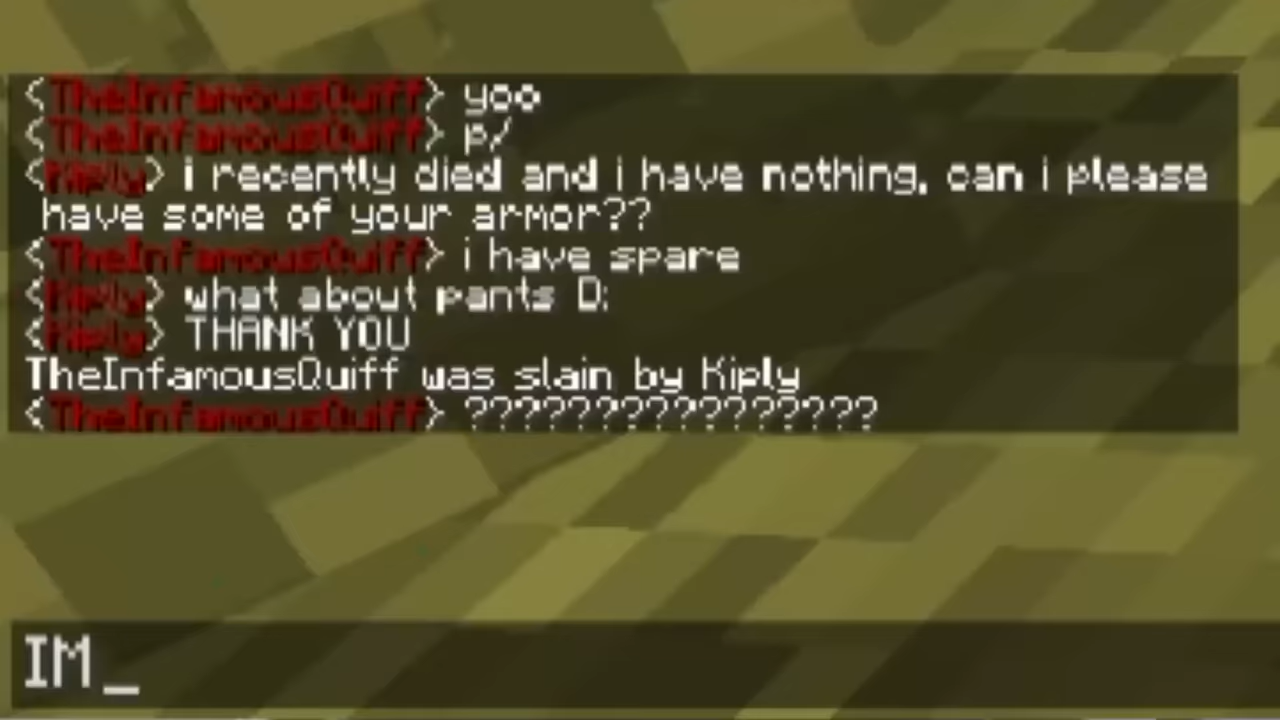 <TheInfamousQuiff> yoo
<TheInfamousQuiff> p/
<Kiply> i recently died and i have nothing, can i please
have some of your armor??
<TheInfamousQuiff> i have spare
<Kiply> what about pants D:
<Kiply> THANK YOU
TheInfamousQuiff was slain by Kiply
<TheInfamousQuiff> ????????????????
IM_